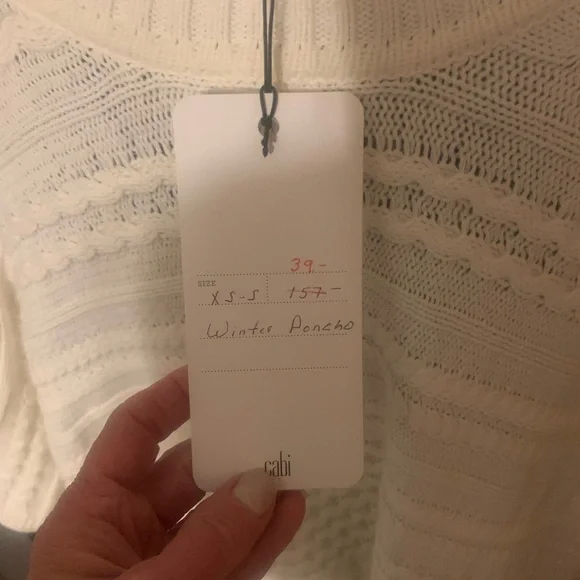 39.-
SIZE
XS-S 157-
Winter Poncho
cabi